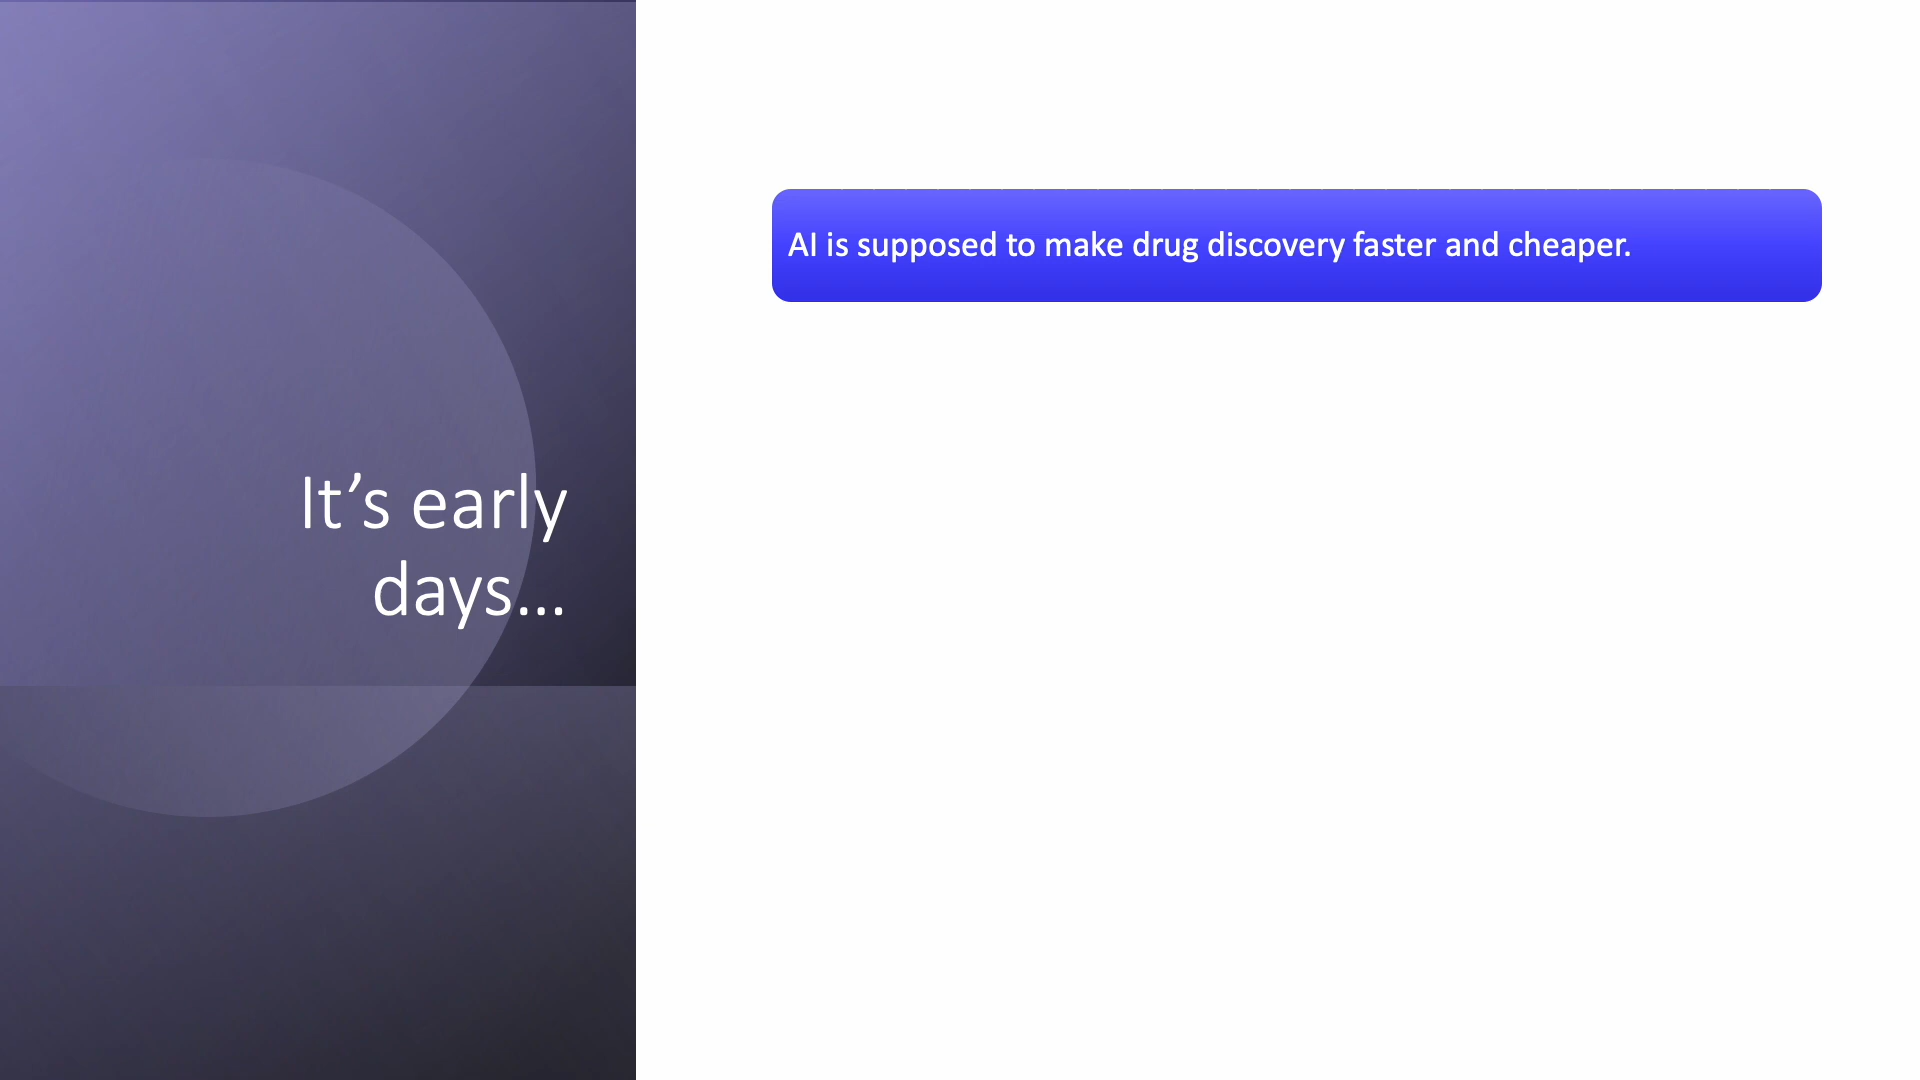 It’s early
days...
AI is supposed to make drug discovery faster and cheaper.